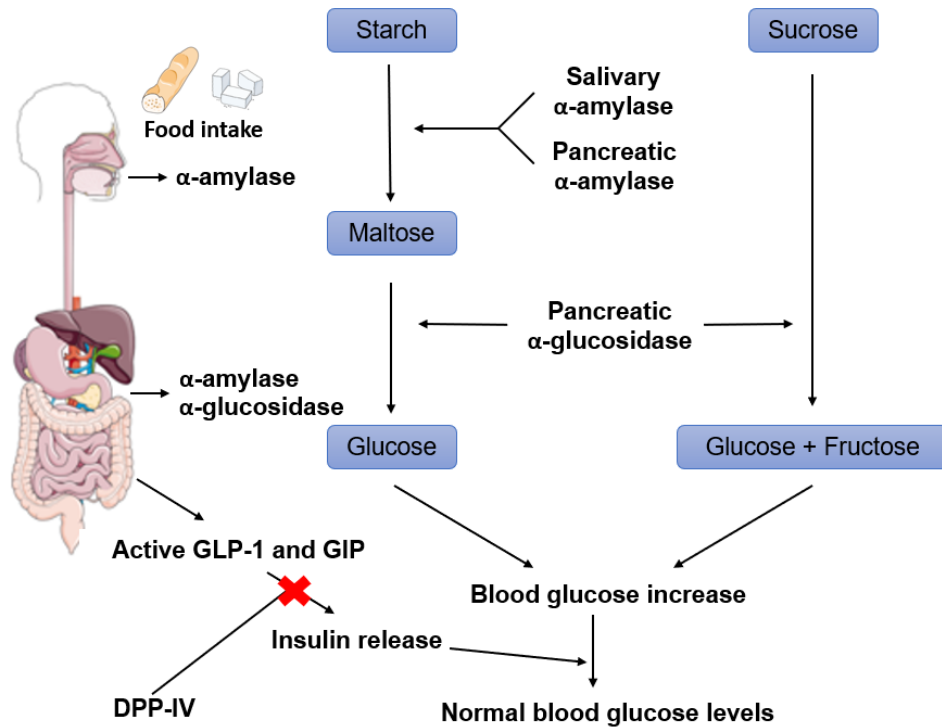 Starch
Sucrose
Food intake
Salivary
α-amylase
Pancreatic
α-amylase
α-amylase
Maltose
Pancreatic
α-glucosidase
α-amylase
α-glucosidase
Glucose
Glucose + Fructose
Active GLP-1 and GIP
Blood glucose increase
Insulin release
DPP-IV
Normal blood glucose levels